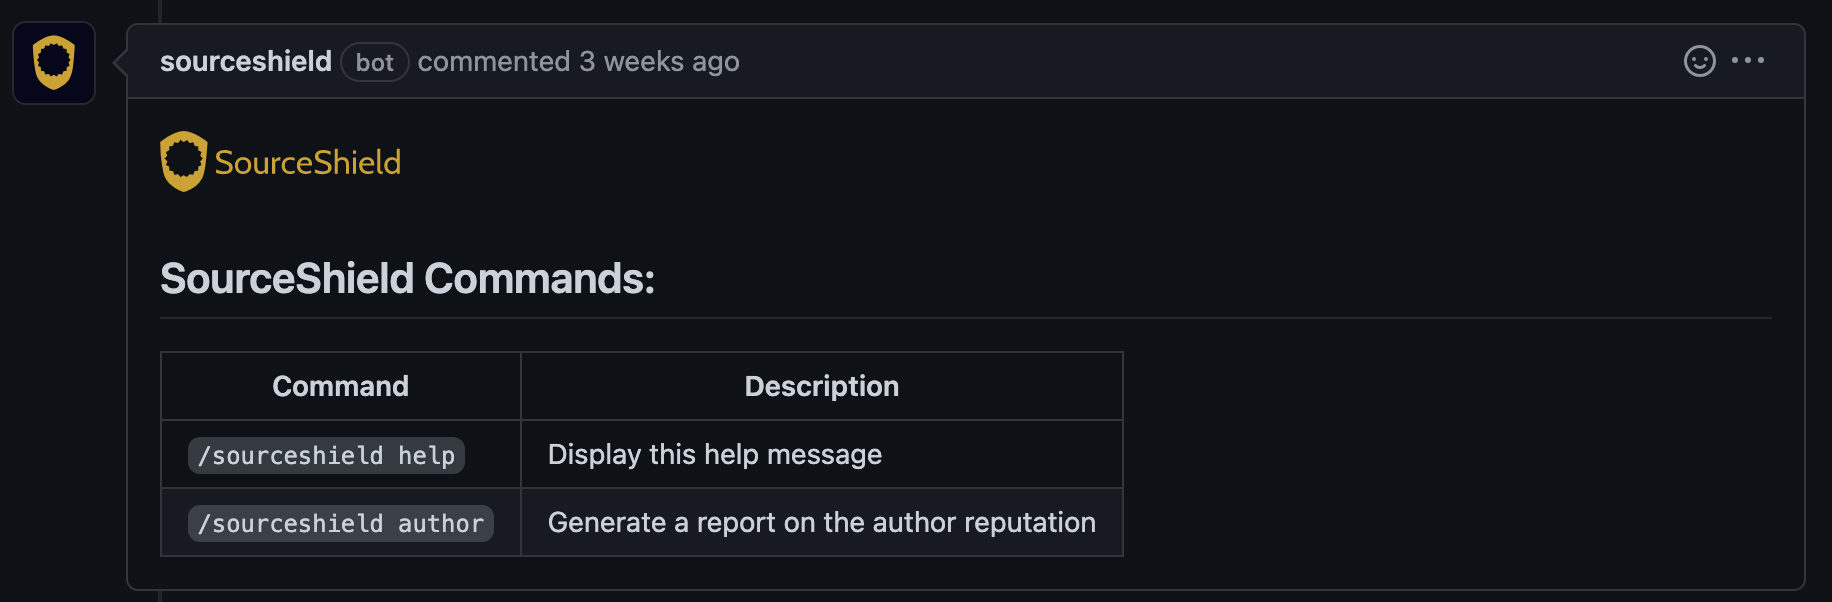 sourceshield bot commented 3 weeks ago
SourceShield
SourceShield Commands:
Command Description
/sourceshield help Display this help message
/sourceshield author Generate a report on the author reputation